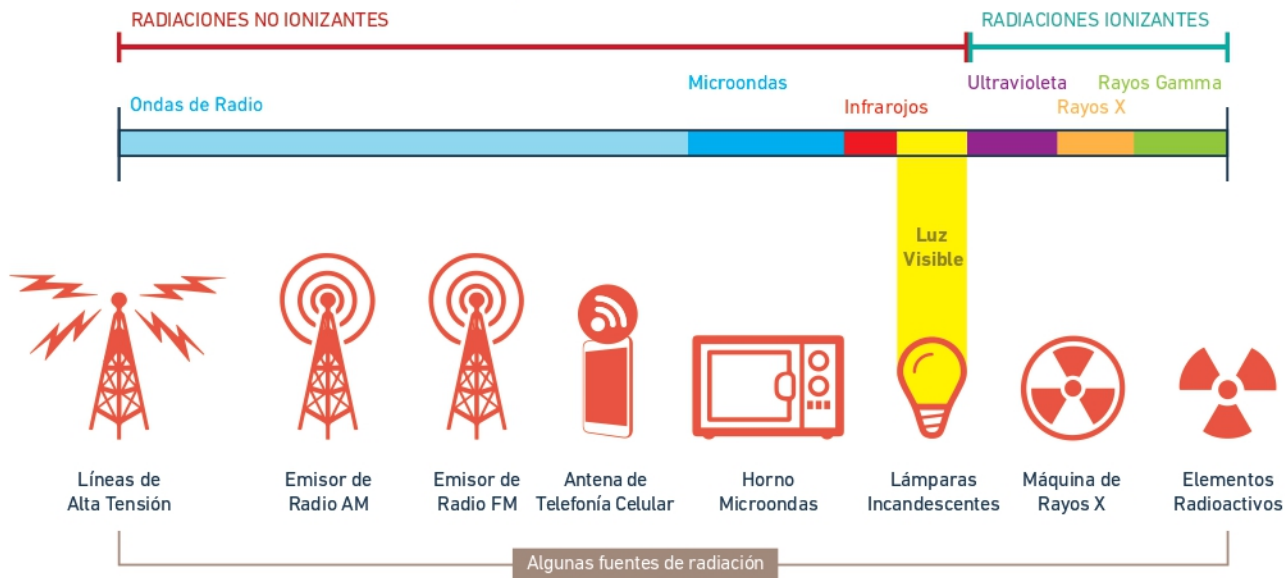 RADIACIONES NO IONIZANTES
RADIACIONES IONIZANTES
Ondas de Radio
Microondas
Infrarojos
Ultravioleta
Rayos X
Rayos Gamma
Luz
Visible
Líneas de
Alta Tensión
Emisor de
Radio AM
Emisor de
Radio FM
Antena de
Telefonía Celular
Horno
Microondas
Lámparas
Incandescentes
Máquina de
Rayos X
Elementos
Radioactivos
Algunas fuentes de radiación